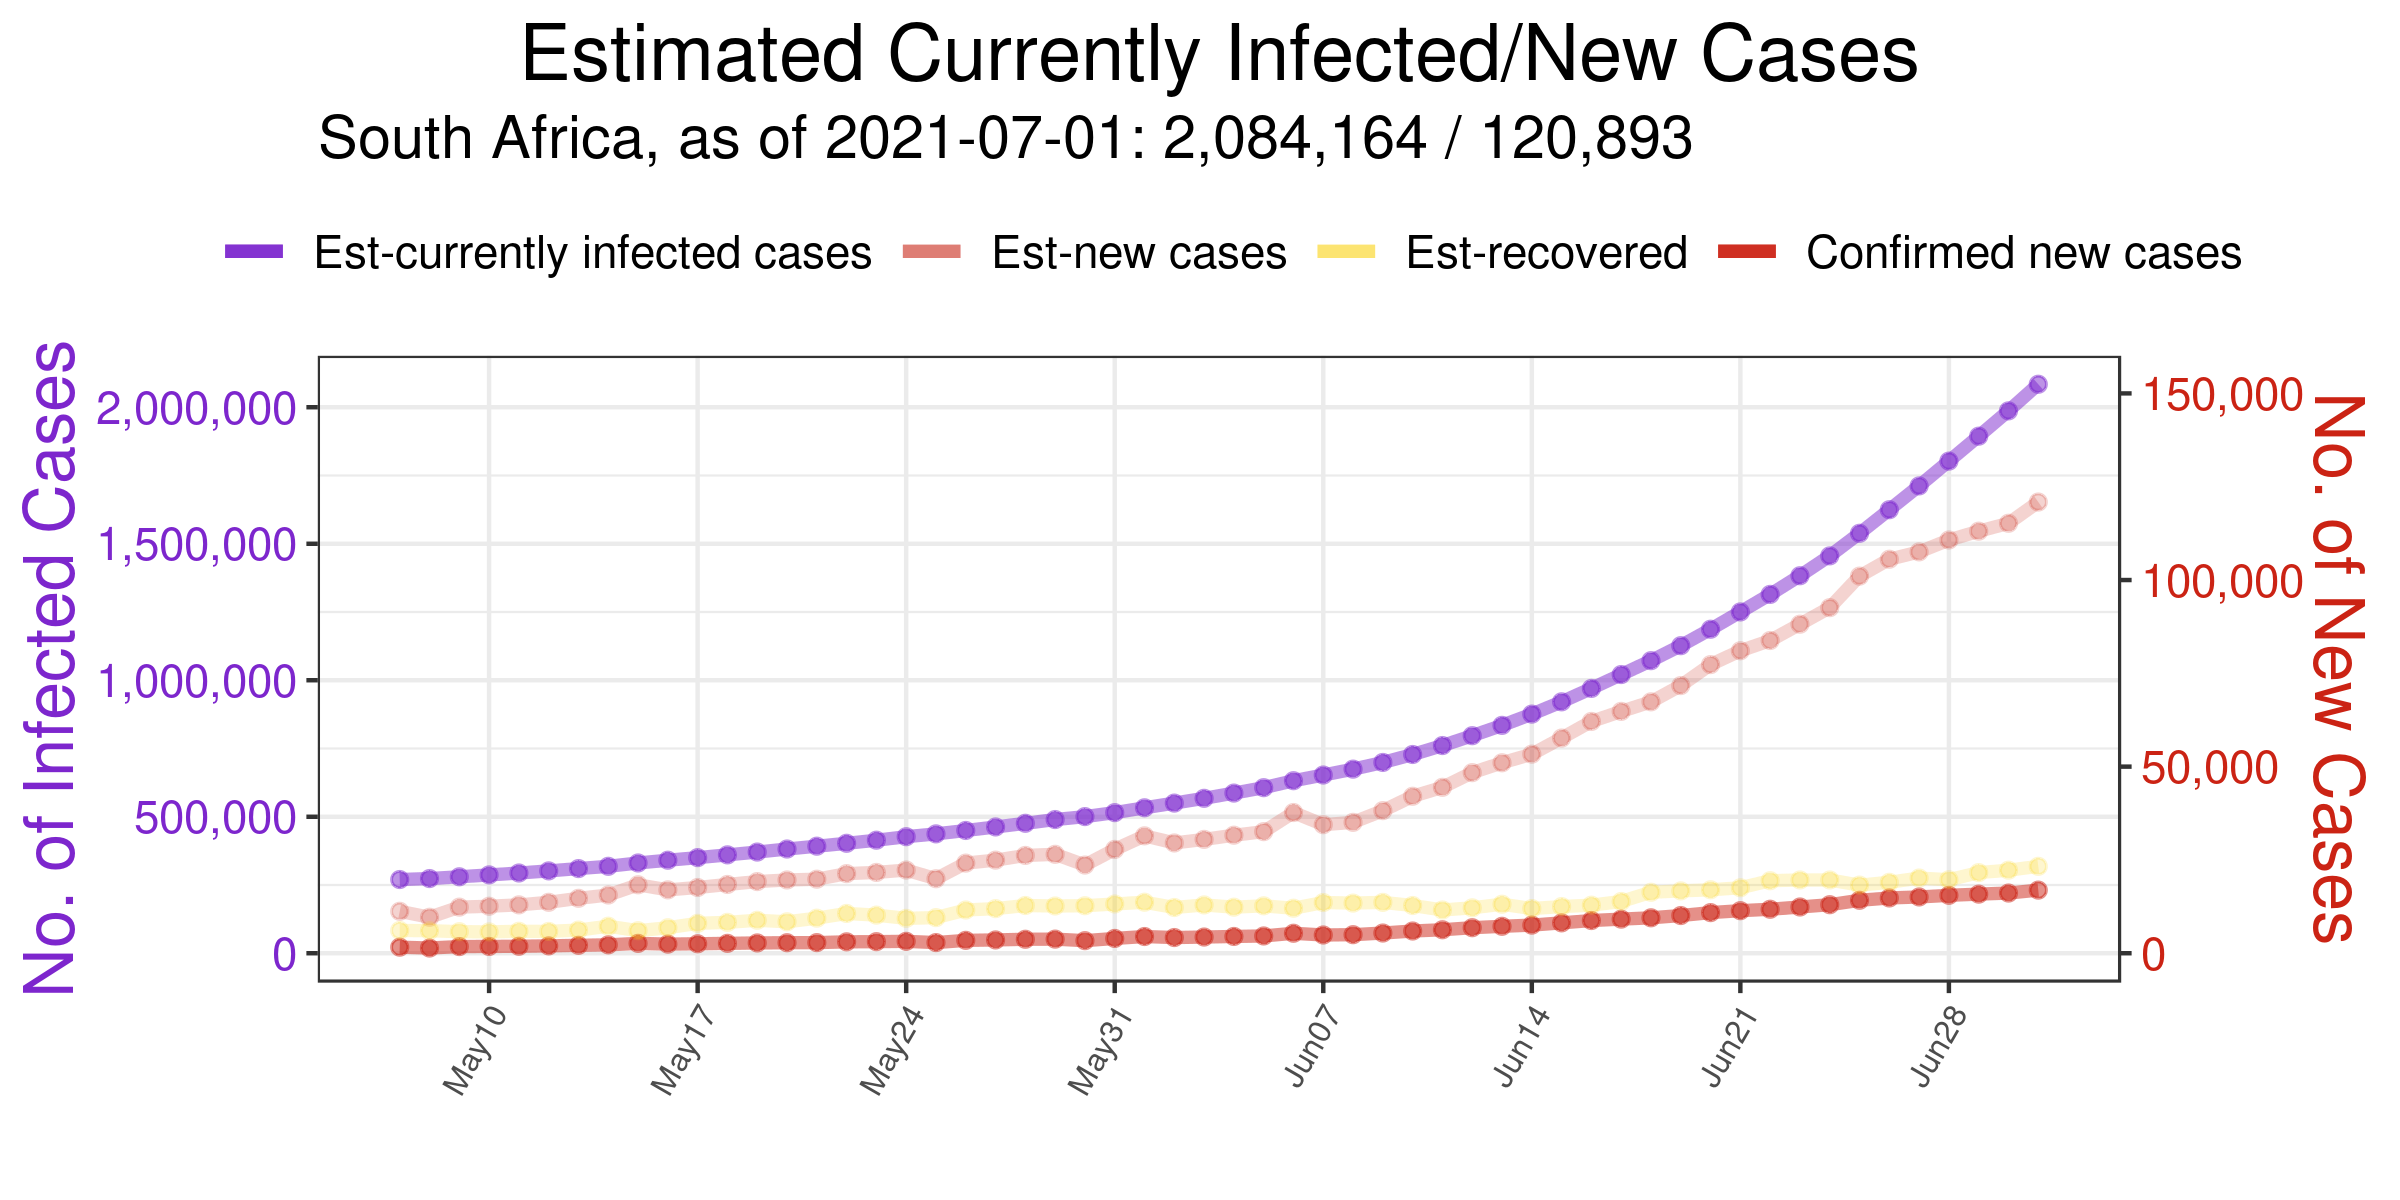 Estimated Currently Infected/New Cases
South Africa, as of 2021-07-01: 2,084,164 / 120,893
Est-currently infected cases Est-new cases Est-recovered Confirmed new cases
No. of Infected Cases
2,000,000
1,500,000
1,000,000
500,000
0
150,000
100,000
50,000
0
No. of New Cases
May10 May17 May24 May31 Jun07 Jun14 Jun21 Jun28